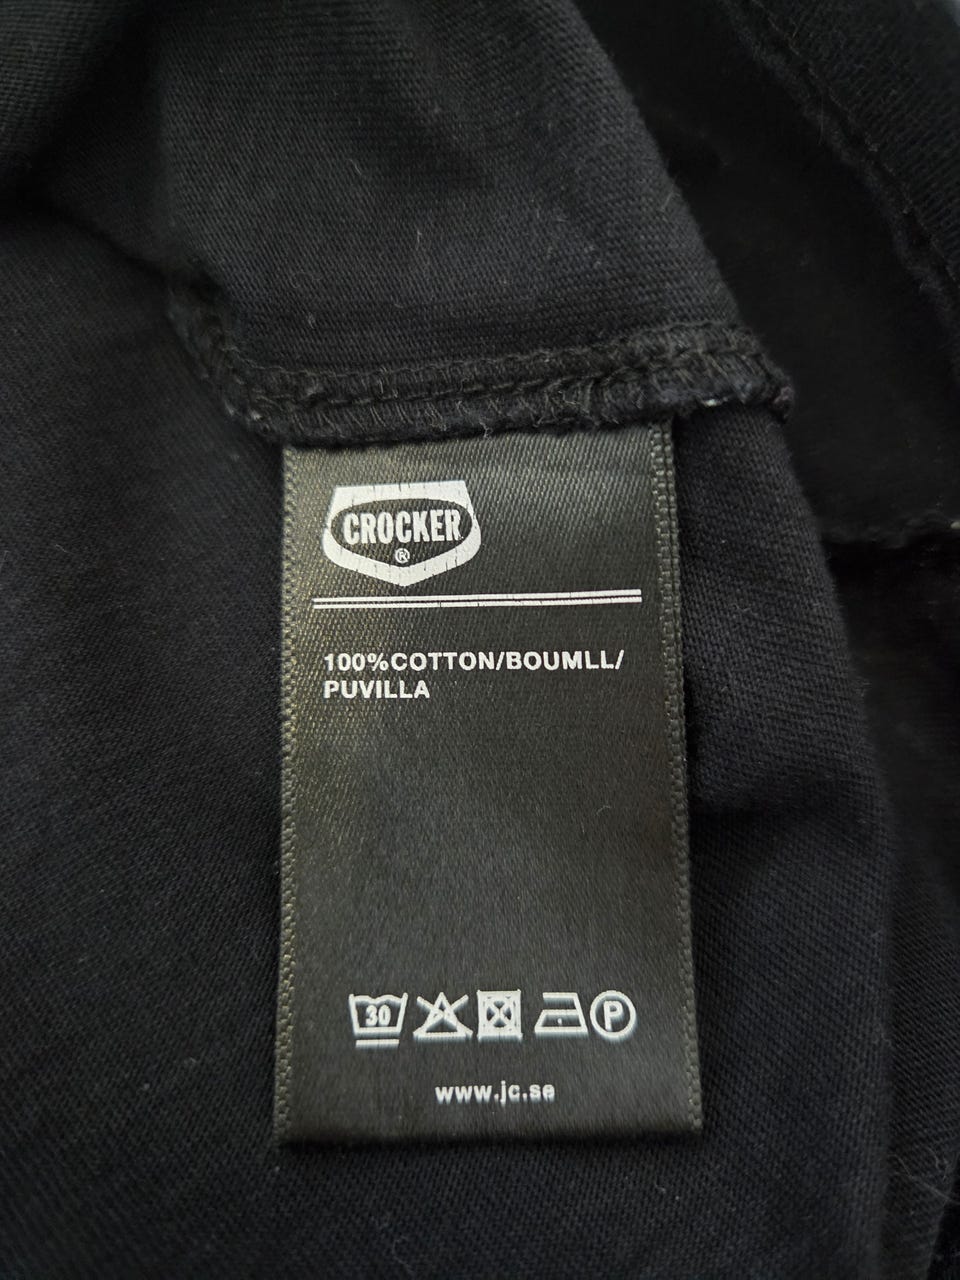 CROCKER
®
100%COTTON/BOUMLL/
PUVILLA
30 A P
www.jc.se